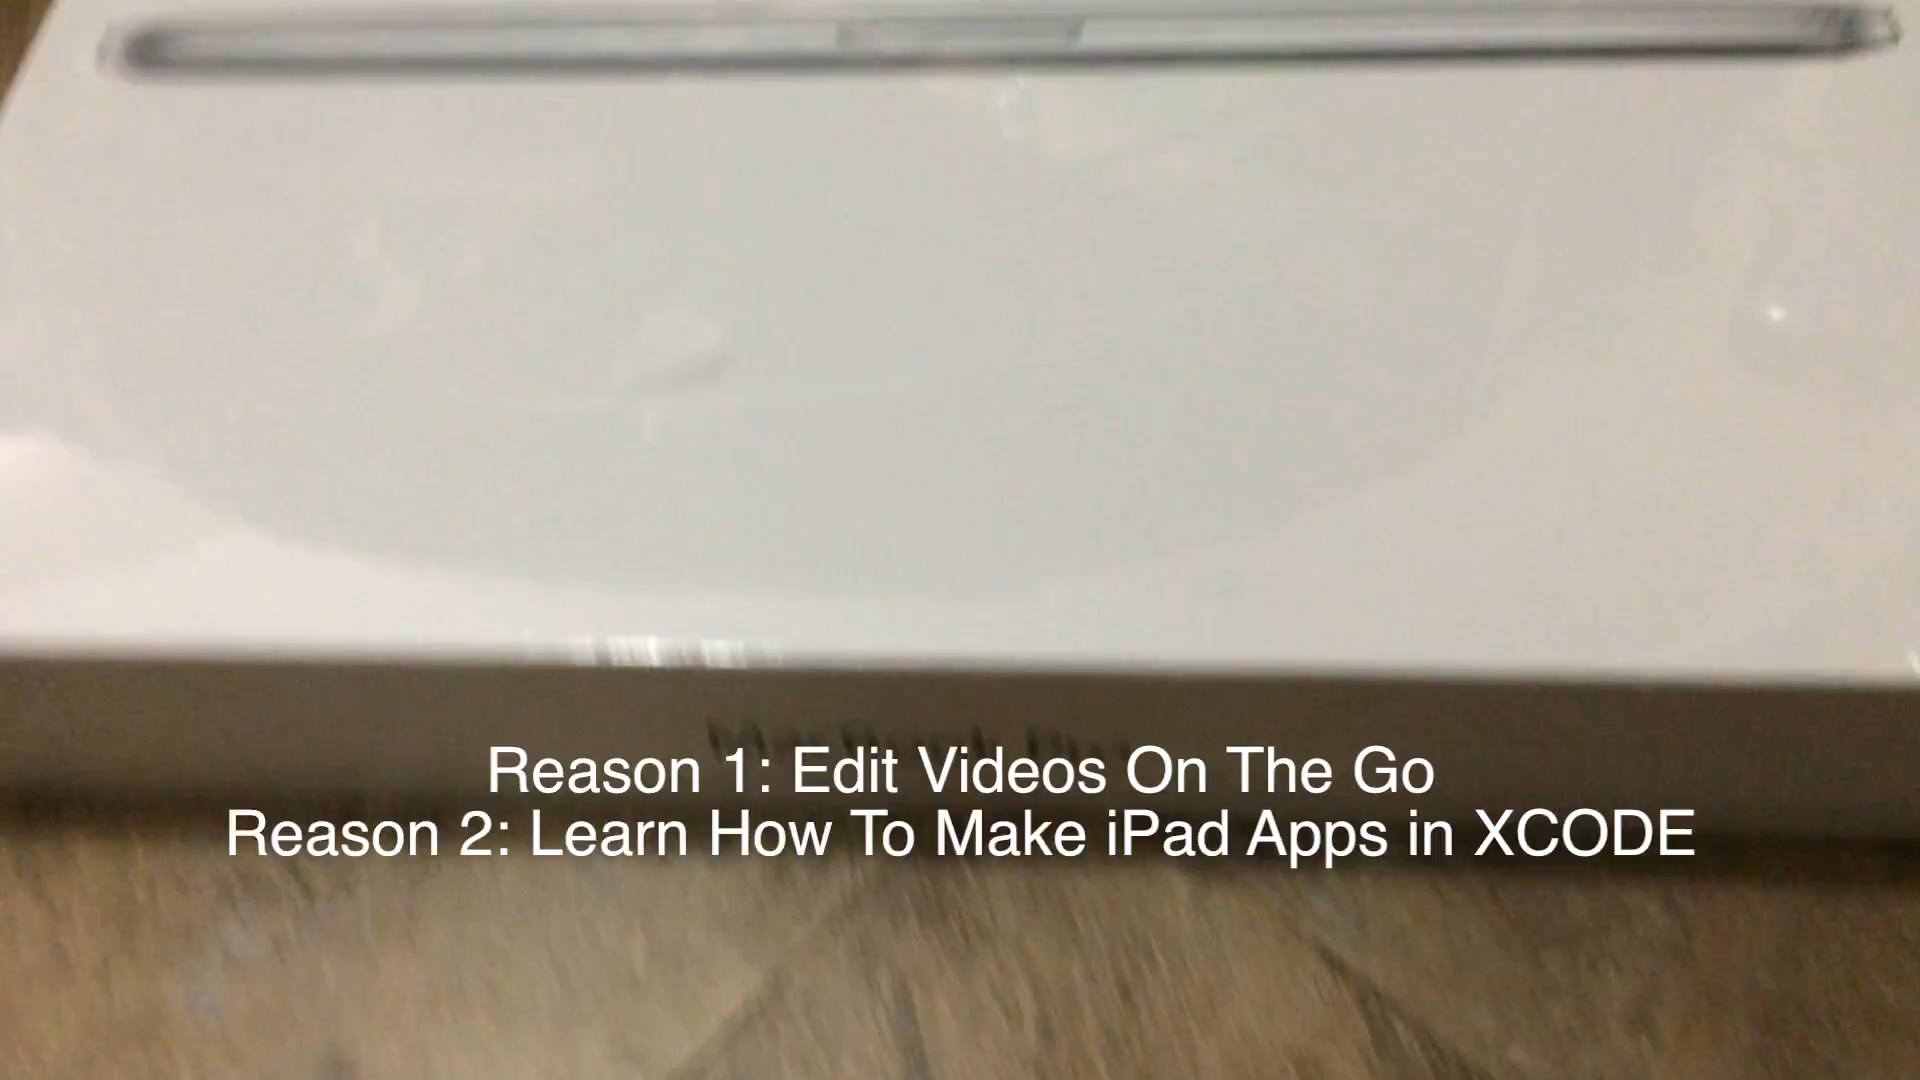 Reason 1: Edit Videos On The Go
Reason 2: Learn How To Make iPad Apps in XCODE